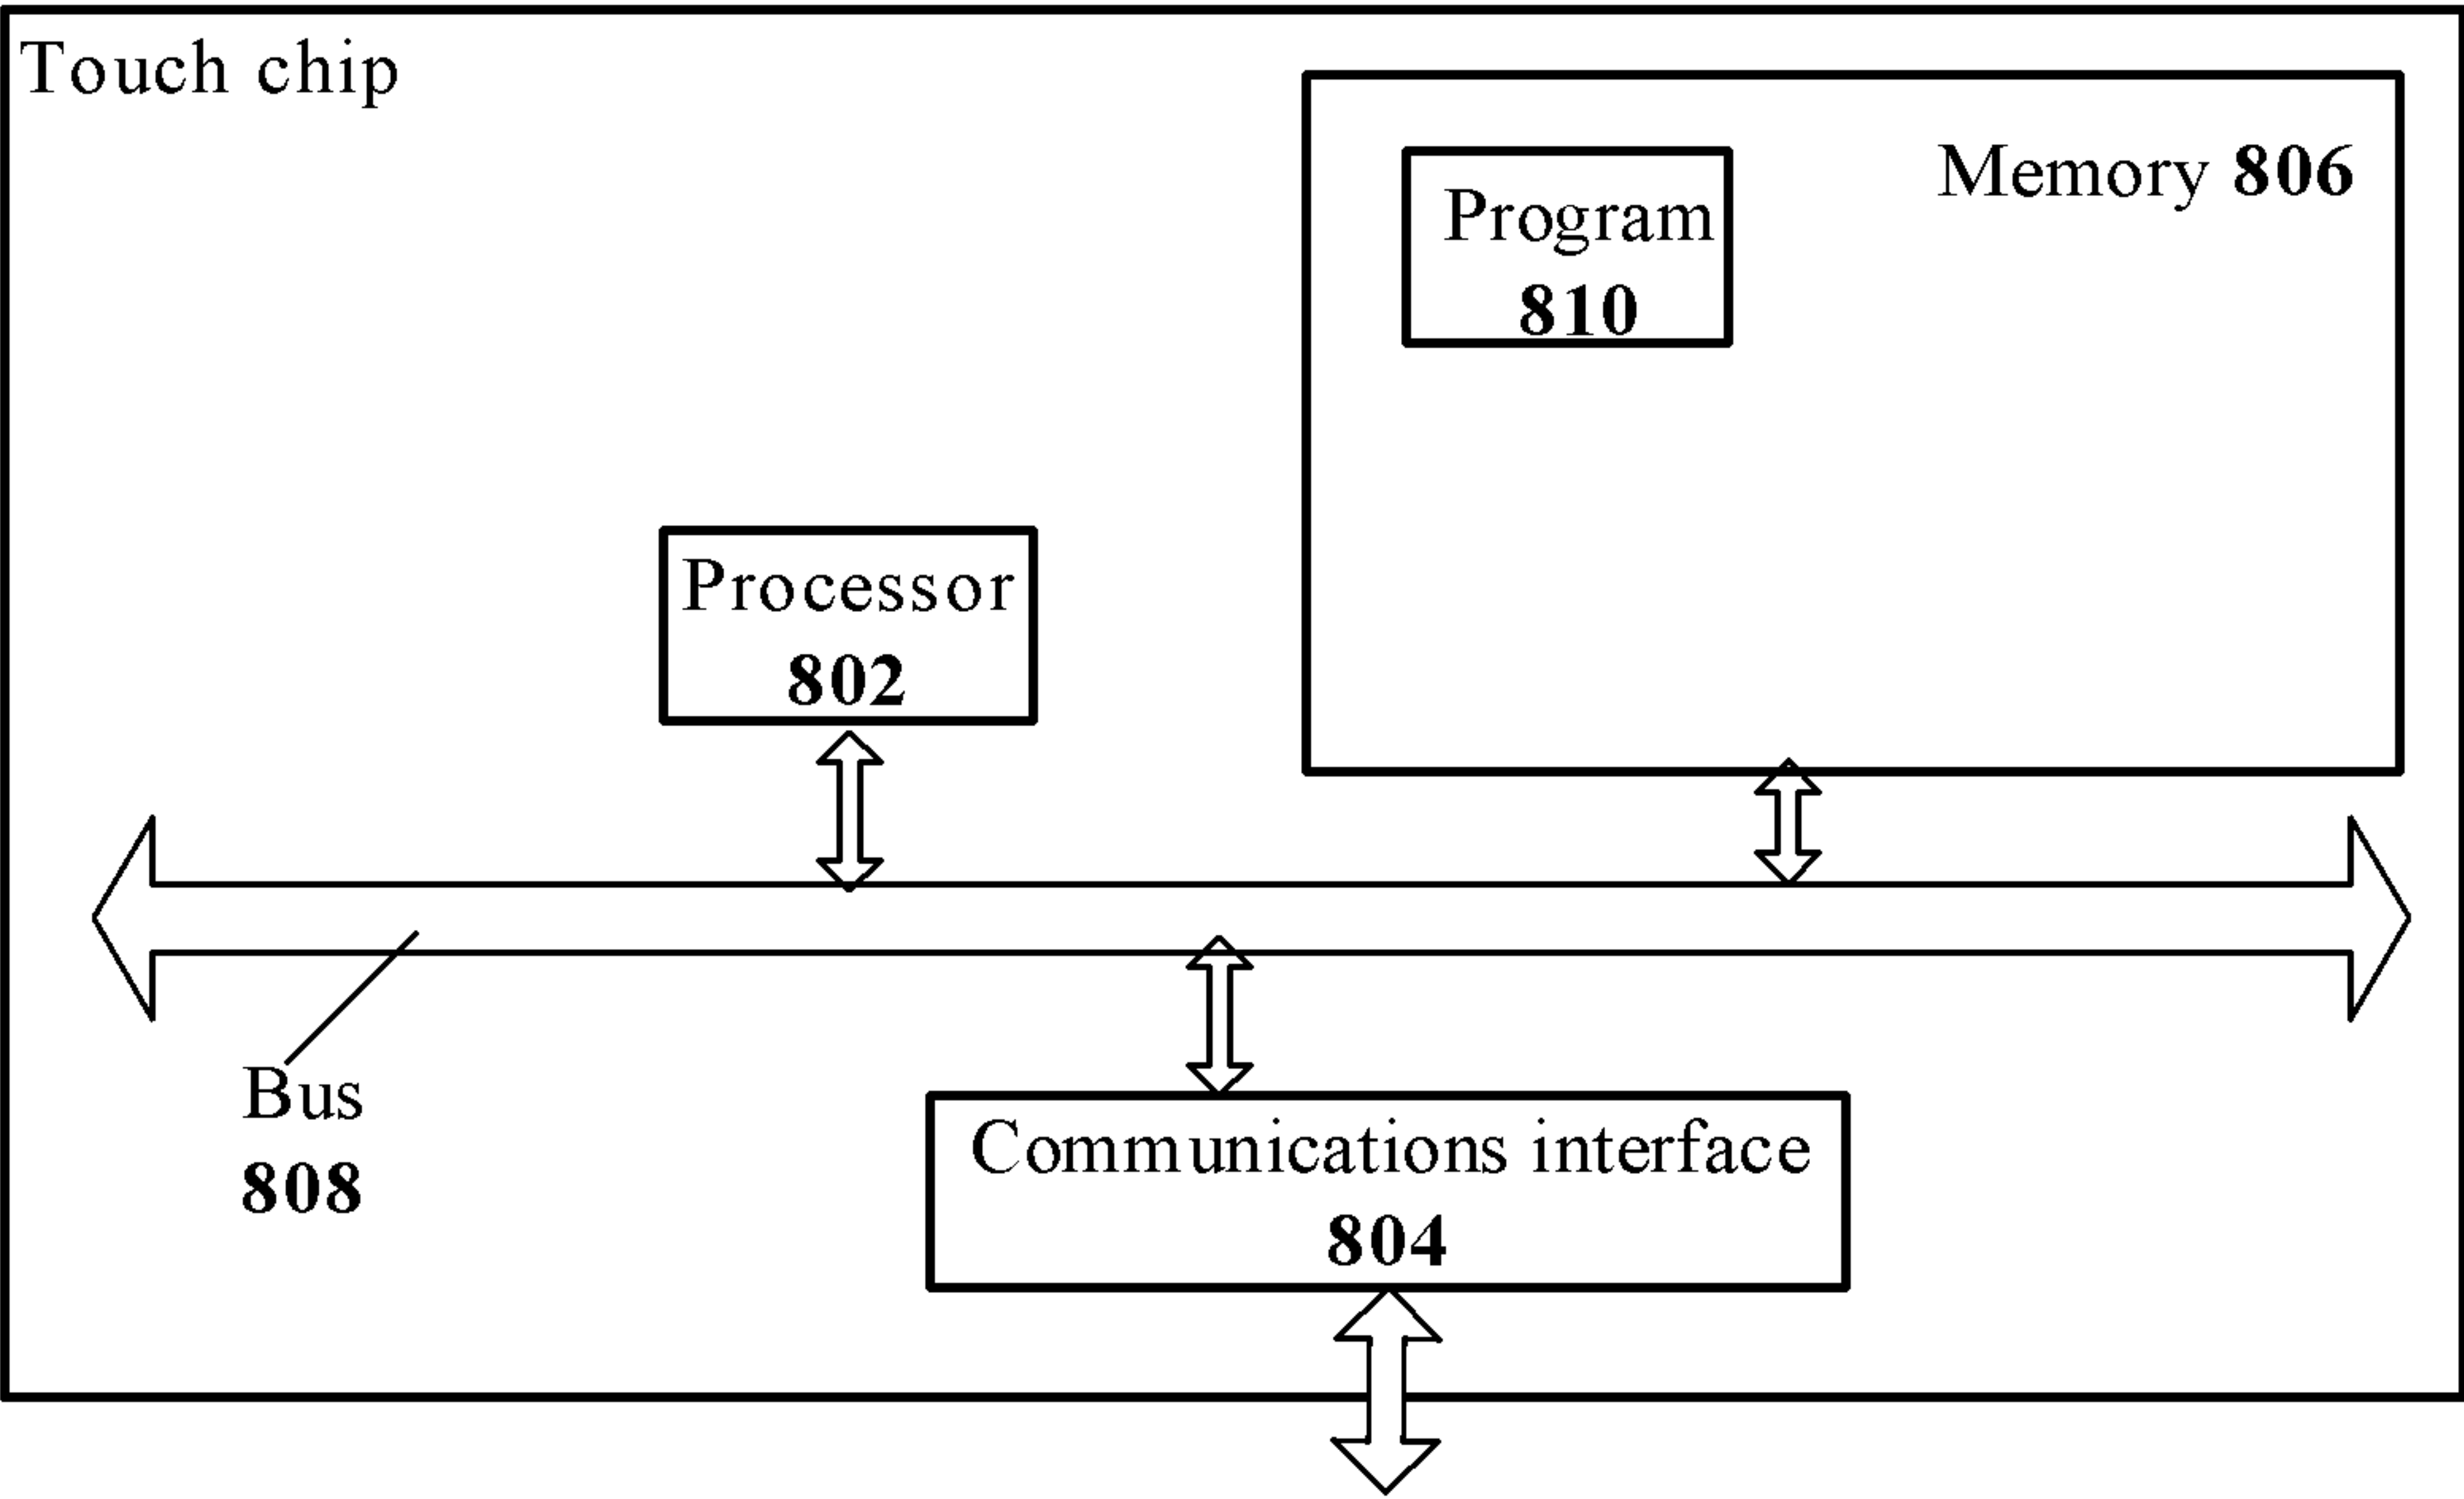 Touch chip
Memory 806
Program
810
Processor
802
Bus
808
Communications interface
804